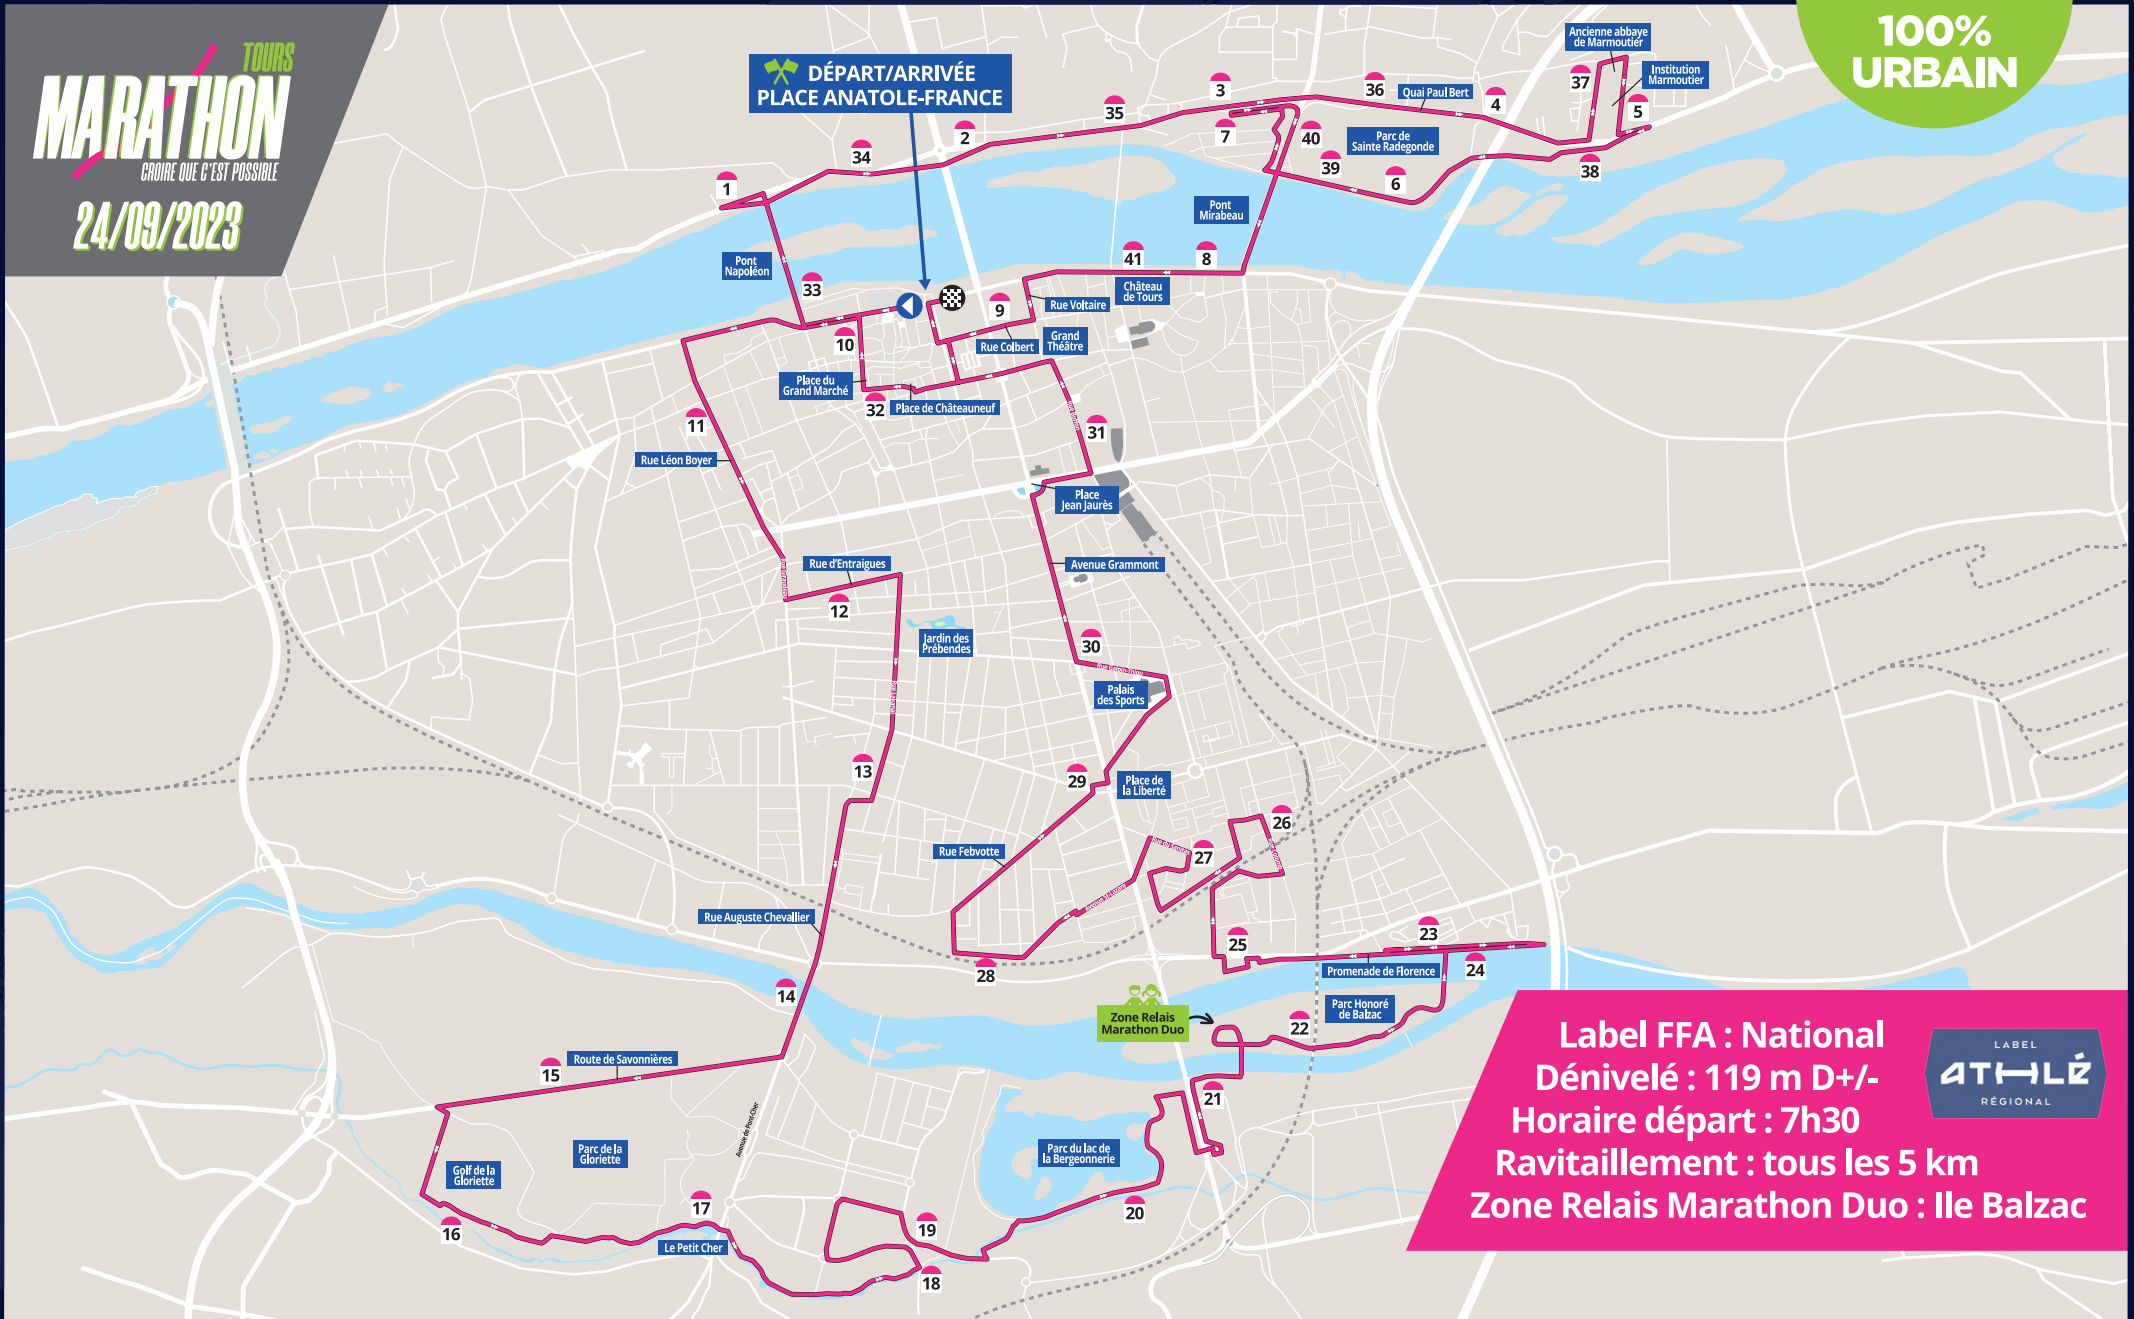 TOURS
MARATHON
CROIRE QUE C'EST POSSIBLE
24/09/2023
DÉPART/ARRIVÉE
PLACE ANATOLE-FRANCE
100%
URBAIN
Ancienne abbaye
de Marmoutier
Institution
Marmoutier
37
5
3
36
Quai Paul Bert
4
35
7
40
Parc de
Sainte Radegonde
2
34
39
6
38
1
Pont
Mirabeau
Pont
Napoléon
33
41
8
Château
de Tours
9
Rue Voltaire
10
Rue Colbert
Grand
Théâtre
Place du
Grand Marché
32
Place de Châteauneuf
11
31
Rue Léon Boyer
Place
Jean Jaurès
Rue d'Entraigues
Avenue Grammont
12
Jardin des
Prébendes
30
Palais
des Sports
13
29
Place de
la Liberté
26
Rue Febvotte
27
Rue Auguste Chevallier
23
25
28
24
Promenade de Florence
14
Zone Relais
Marathon Duo
22
Parc Honoré
de Balzac
15
Route de Savonnières
21
Avenue de Pont-Cher
Parc de la
Gloriette
Parc du lac de
la Bergeonnerie
Golf de la
Gloriette
16
17
Le Petit Cher
19
20
18
Label FFA : National
Dénivelé : 119 m D+/-
Horaire départ : 7h30
Ravitaillement : tous les 5 km
Zone Relais Marathon Duo : Ile Balzac
LABEL
ATHLÉ
RÉGIONAL